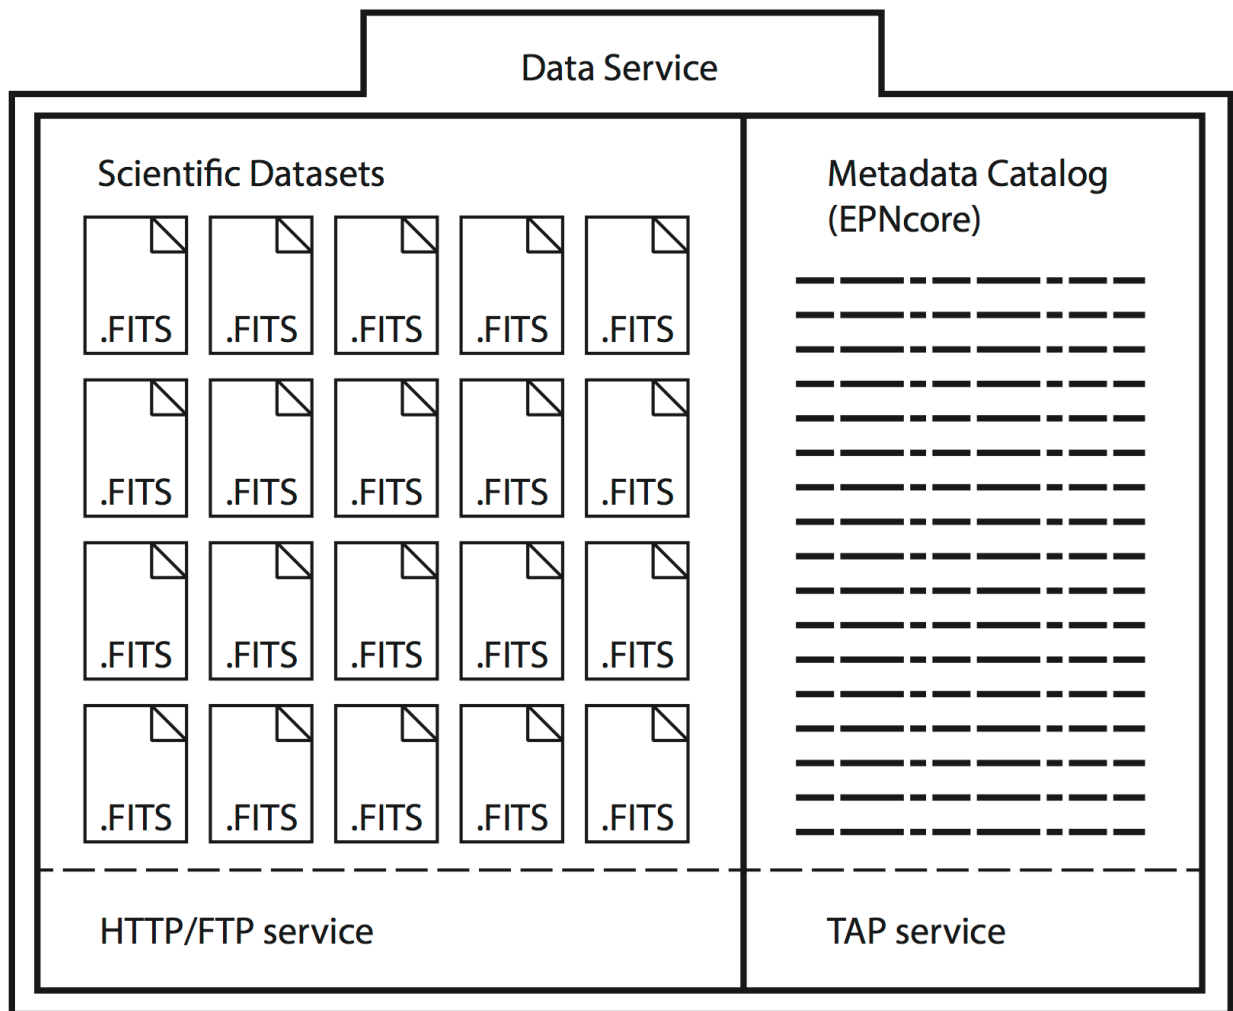 Data Service
Scientific Datasets
.FITS .FITS .FITS .FITS .FITS
.FITS .FITS .FITS .FITS .FITS
.FITS .FITS .FITS .FITS .FITS
.FITS .FITS .FITS .FITS .FITS
HTTP/FTP service
Metadata Catalog
(EPNcore)
TAP service